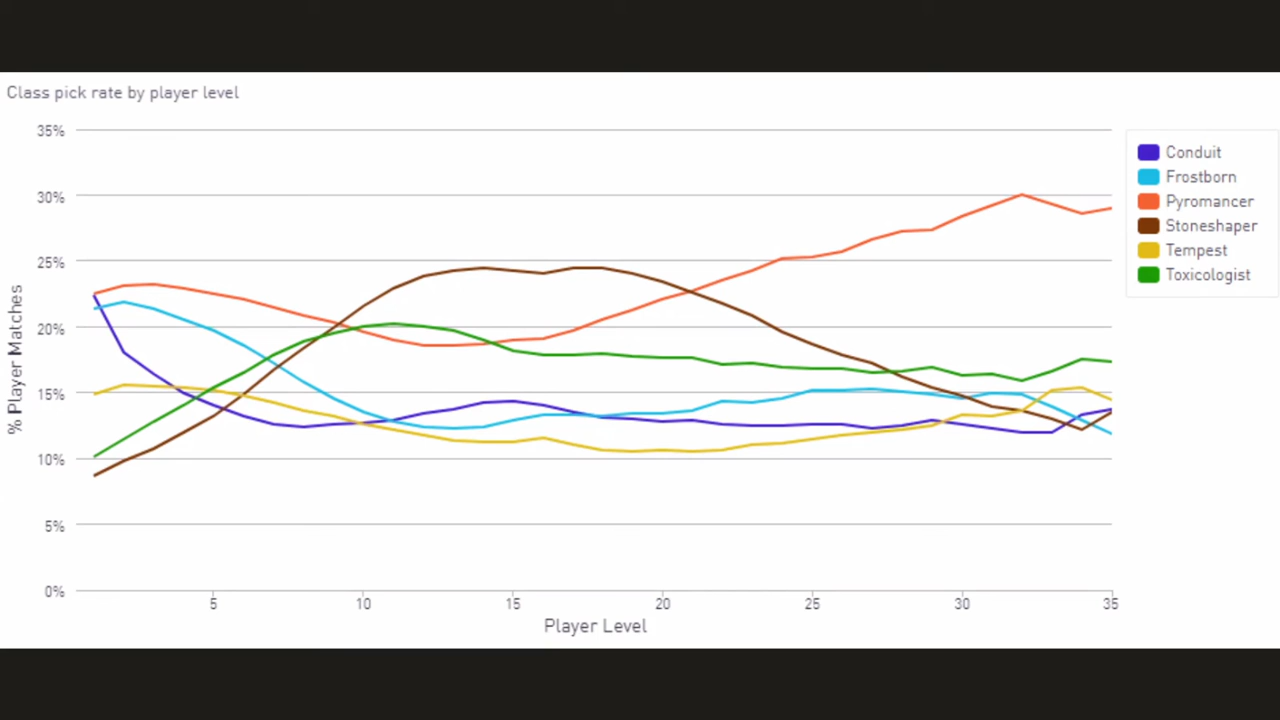 Class pick rate by player level
35%
30%
25%
20%
15%
10%
5%
0%
% Player Matches
5 10 15 20 25 30 35
Player Level
Conduit
Frostborn
Pyromancer
Stoneshaper
Tempest
Toxicologist